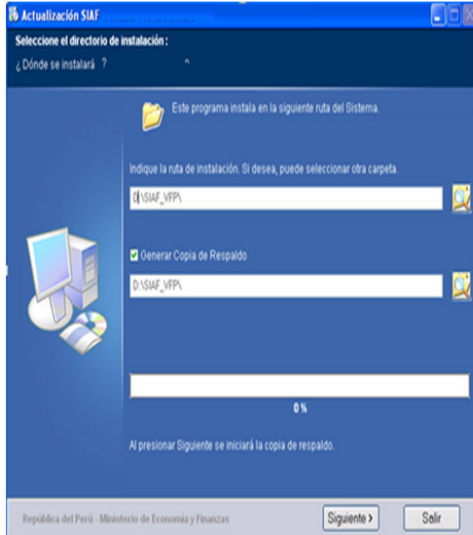 Actualización SIAF
Seleccione el directorio de instalación :
¿ Dónde se instalará ?
Este programa instala en la siguiente ruta del Sistema.
Indique la ruta de instalación. Si desea, puede seleccionar otra carpeta.
D:\SIAF_VFP\
Generar Copia de Respaldo
D:\SIAF_VFP\
0 %
Al presionar Siguiente se iniciará la copia de respaldo.
República del Perú - Ministerio de Economía y Finanzas
Siguiente >
Salir